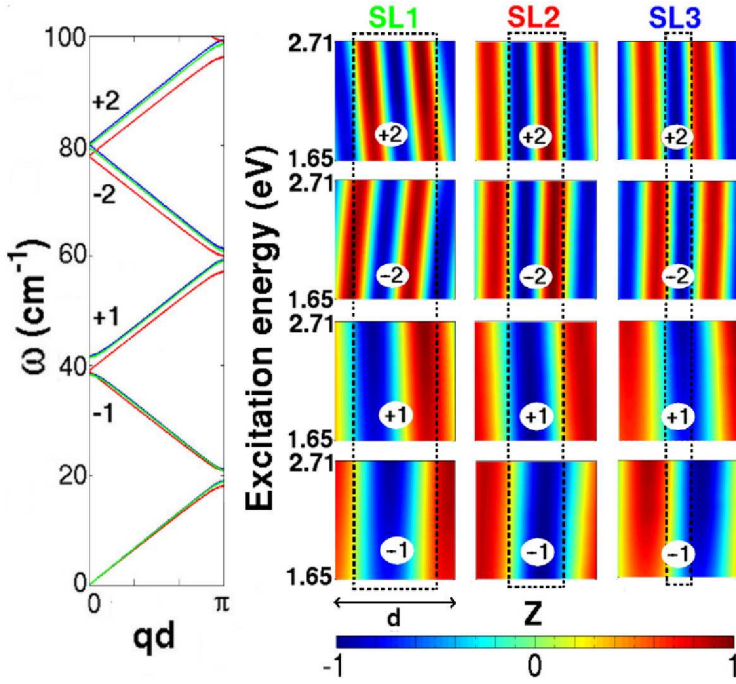 SL1 SL2 SL3
100
80
60
40
20
0
ω (cm-1)
+2
-2
+1
-1
0 π
qd
Excitation energy (eV)
2.71
1.65
2.71
1.65
2.71
1.65
2.71
1.65
+2 +2 +2
-2 -2 -2
+1 +1 +1
-1 -1 -1
d Z
-1 0 1